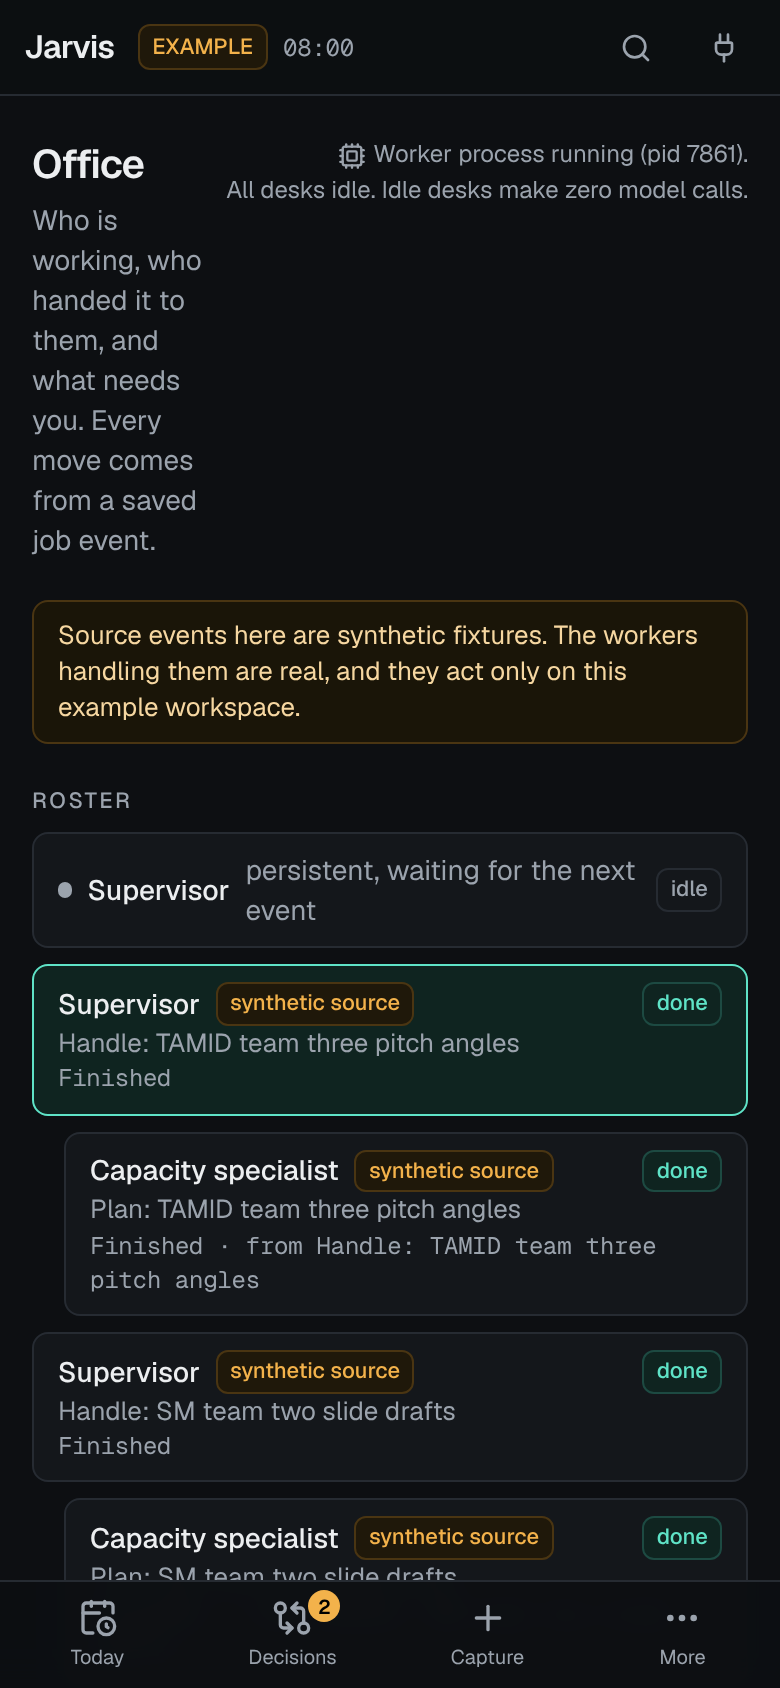 Jarvis EXAMPLE 08:00
Office
Worker process running (pid 7861).
All desks idle. Idle desks make zero model calls.
Who is
working, who
handed it to
them, and
what needs
you. Every
move comes
from a saved
job event.
Source events here are synthetic fixtures. The workers
handling them are real, and they act only on this
example workspace.
ROSTER
Supervisor persistent, waiting for the next
event
idle
Supervisor synthetic source done
Handle: TAMID team three pitch angles
Finished
Capacity specialist synthetic source done
Plan: TAMID team three pitch angles
Finished · from Handle: TAMID team three
pitch angles
Supervisor synthetic source done
Handle: SM team two slide drafts
Finished
Capacity specialist synthetic source done
Plan: SM team two slide drafts
2
Today Decisions Capture More